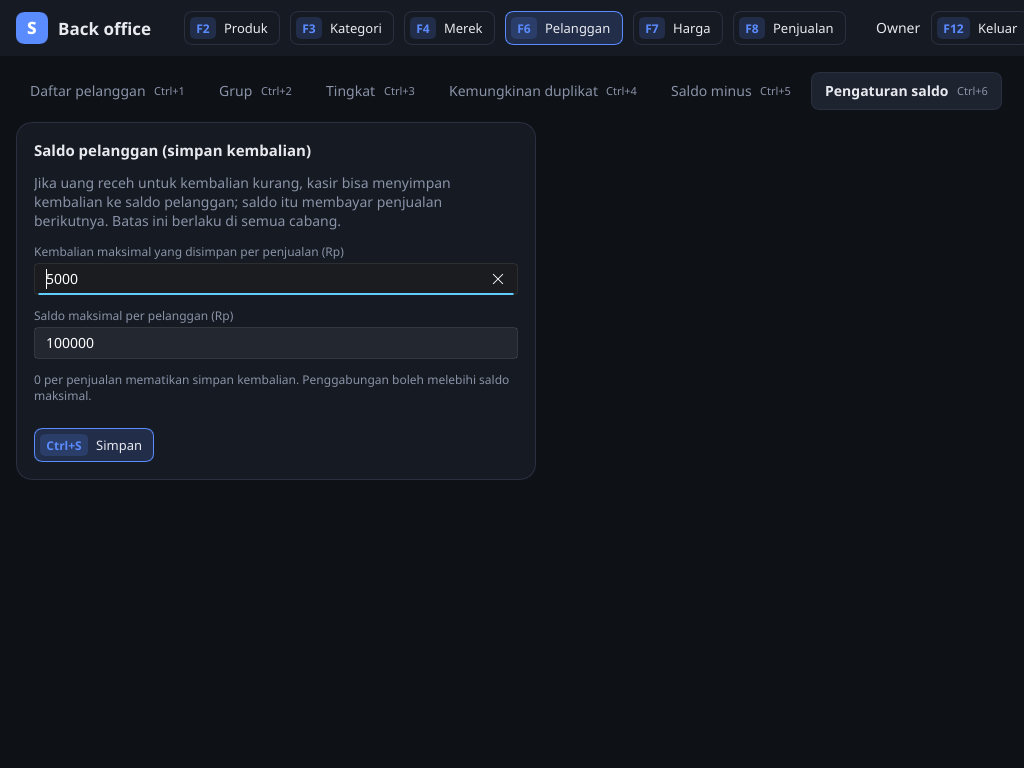 S Back office F2 Produk F3 Kategori F4 Merek F6 Pelanggan F7 Harga F8 Penjualan Owner F12 Keluar
Daftar pelanggan Ctrl+1 Grup Ctrl+2 Tingkat Ctrl+3 Kemungkinan duplikat Ctrl+4 Saldo minus Ctrl+5 Pengaturan saldo Ctrl+6
Saldo pelanggan (simpan kembalian)
Jika uang receh untuk kembalian kurang, kasir bisa menyimpan
kembalian ke saldo pelanggan; saldo itu membayar penjualan
berikutnya. Batas ini berlaku di semua cabang.
Kembalian maksimal yang disimpan per penjualan (Rp)
5000
Saldo maksimal per pelanggan (Rp)
100000
0 per penjualan mematikan simpan kembalian. Penggabungan boleh melebihi saldo
maksimal.
Ctrl+S Simpan